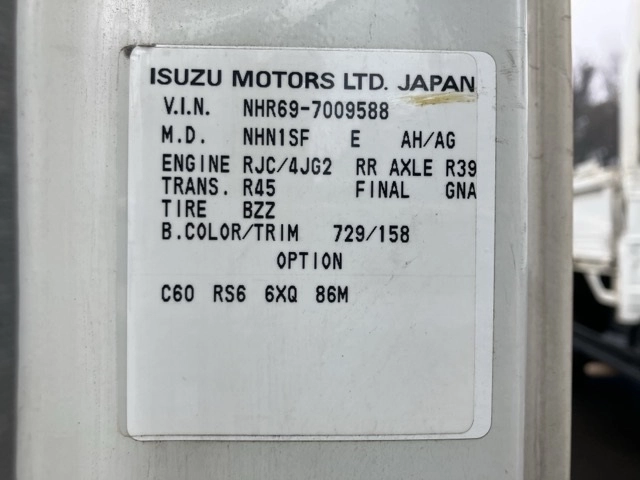 ISUZU MOTORS LTD. JAPAN
V.I.N. NHR69-7009588
M.D. NHN1SF E AH/AG
ENGINE RJC/4JG2 RR AXLE R39
TRANS. R45 FINAL GNA
TIRE BZZ
B.COLOR/TRIM 729/158
OPTION
C60 RS6 6XQ 86M